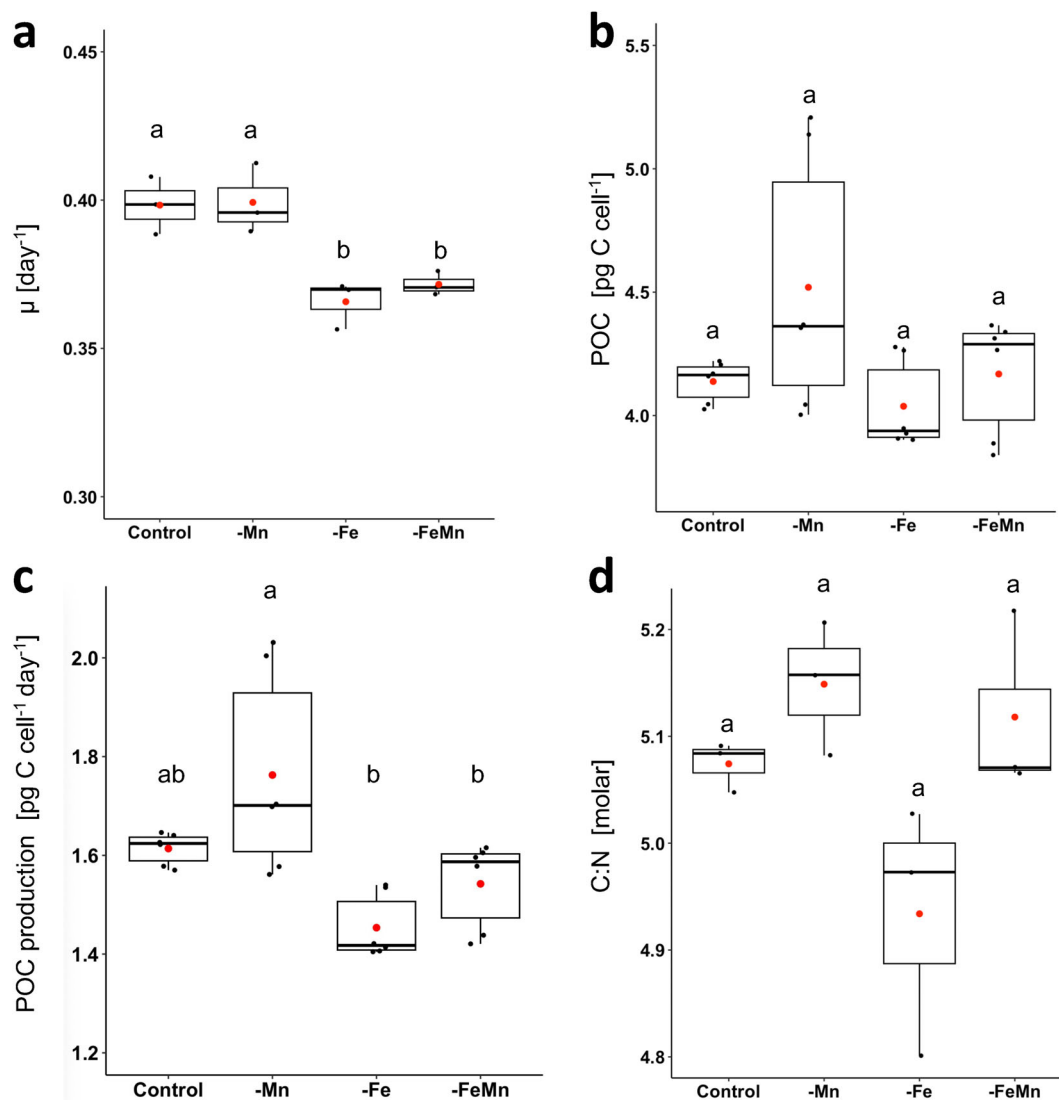 a
μ [day⁻¹]
0.45
0.40
0.35
0.30
a
a
b
b
Control
-Mn
-Fe
-FeMn
b
POC [pg C cell⁻¹]
5.5
5.0
4.5
4.0
a
a
a
a
Control
-Mn
-Fe
-FeMn
c
POC production [pg C cell⁻¹ day⁻¹]
2.0
1.8
1.6
1.4
1.2
ab
a
b
b
Control
-Mn
-Fe
-FeMn
d
C:N [molar]
5.2
5.1
5.0
4.9
4.8
a
a
a
a
Control
-Mn
-Fe
-FeMn